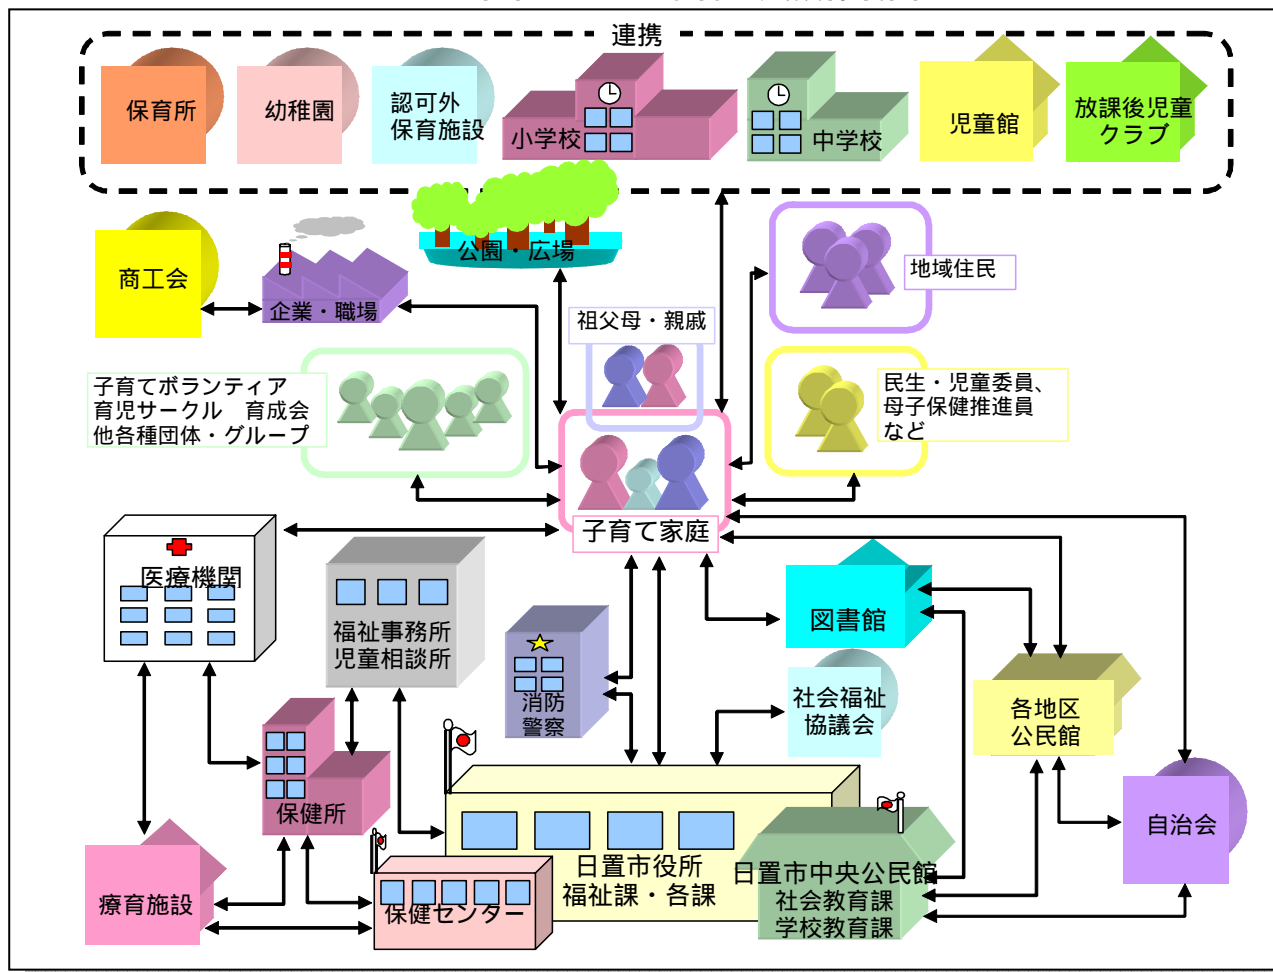 連携
保育所
幼稚園
認可外
保育施設
小学校
中学校
児童館
放課後児童
クラブ
公園・広場
商工会
企業・職場
祖父母・親戚
地域住民
子育てボランティア
育児サークル　育成会
他各種団体・グループ
民生・児童委員、
母子保健推進員
など
子育て家庭
医療機関
福祉事務所
児童相談所
消防
警察
図書館
社会福祉
協議会
各地区
公民館
保健所
自治会
療育施設
保健センター
日置市役所
福祉課・各課
日置市中央公民館
社会教育課
学校教育課